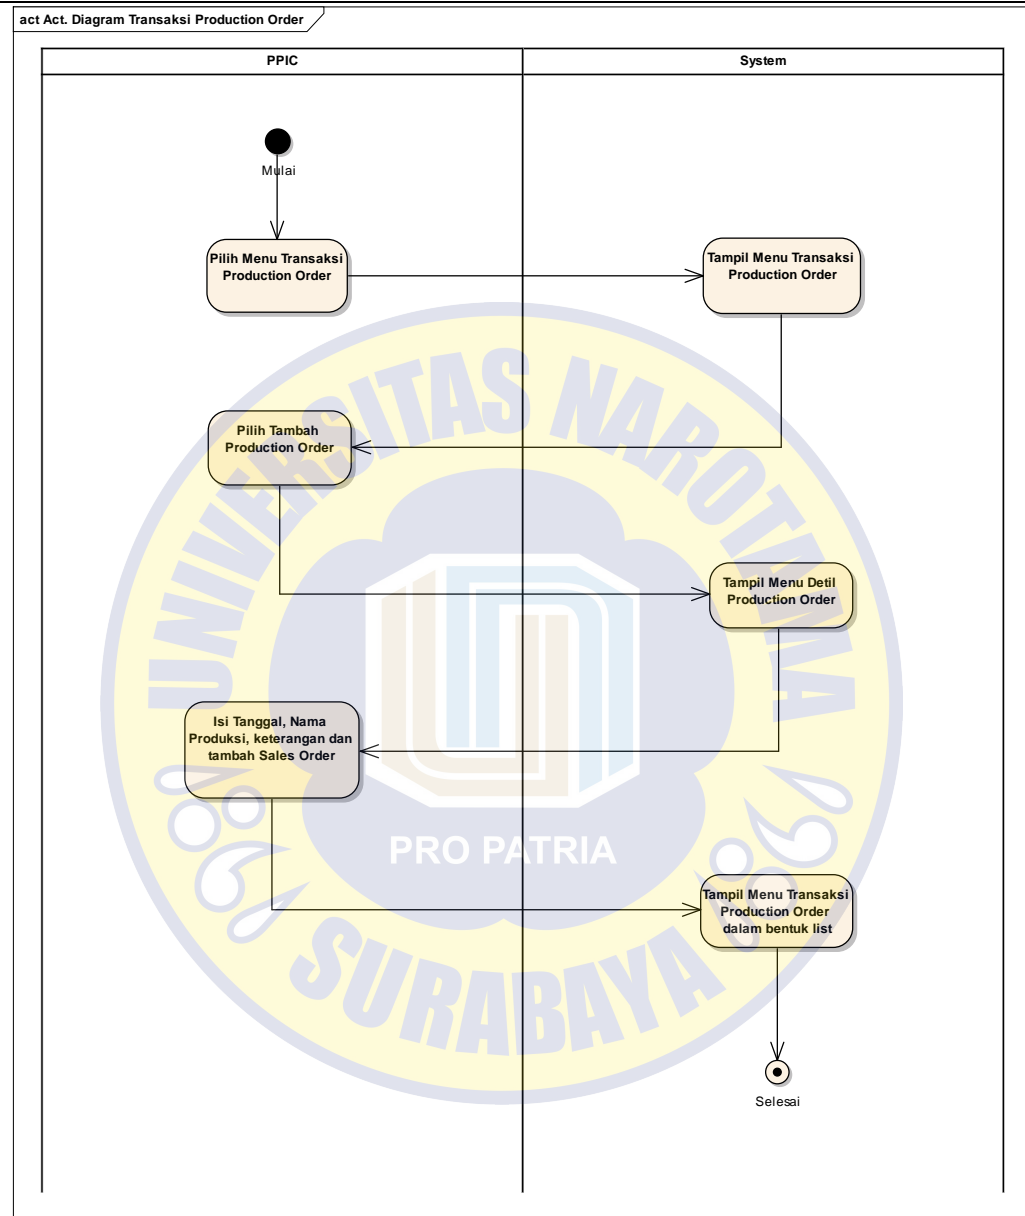 act Act. Diagram Transaksi Production Order
PPIC
System
Mulai
Pilih Menu Transaksi
Production Order
Tampil Menu Transaksi
Production Order
Pilih Tambah
Production Order
Tampil Menu Detil
Production Order
Isi Tanggal, Nama
Produksi, keterangan dan
tambah Sales Order
Tampil Menu Transaksi
Production Order
dalam bentuk list
Selesai
UNIVERSITAS NAROTAMA
PRO PATRIA
SURABAYA